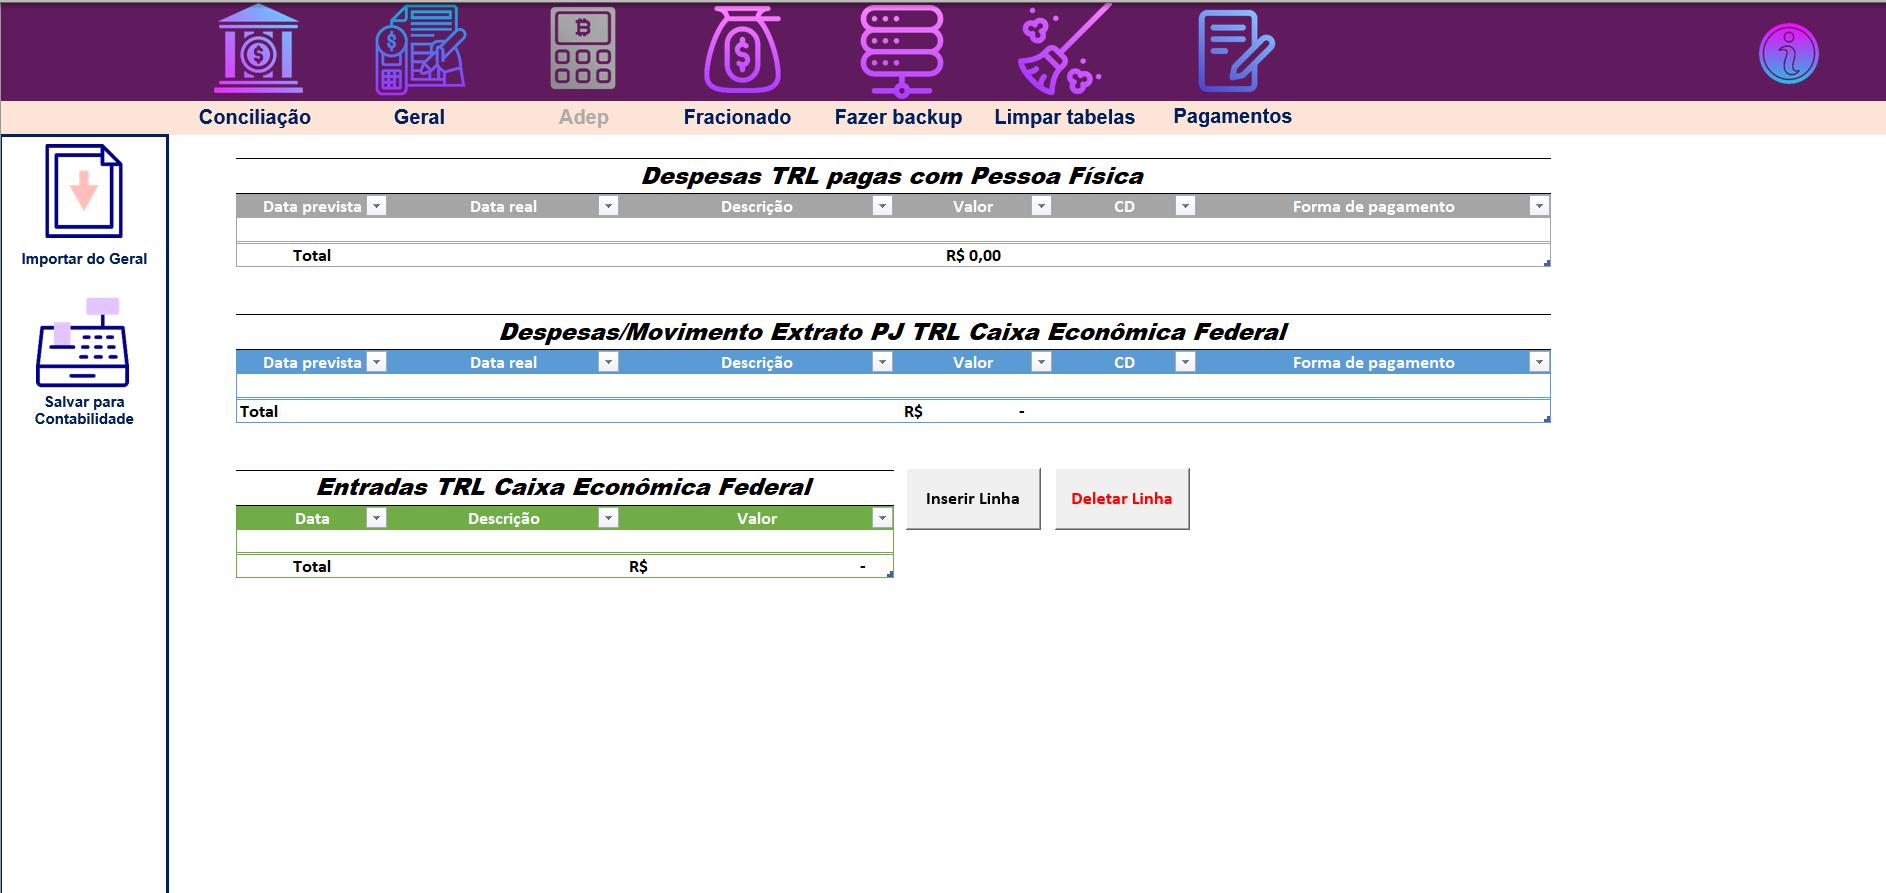 Conciliação Geral Adep Fracionado Fazer backup Limpar tabelas Pagamentos
Importar do Geral
Salvar para
Contabilidade
Despesas TRL pagas com Pessoa Física
Data prevista Data real Descrição Valor CD Forma de pagamento
Total R$ 0,00
Despesas/Movimento Extrato PJ TRL Caixa Econômica Federal
Data prevista Data real Descrição Valor CD Forma de pagamento
Total R$ -
Entradas TRL Caixa Econômica Federal
Inserir Linha Deletar Linha
Data Descrição Valor
Total R$ -